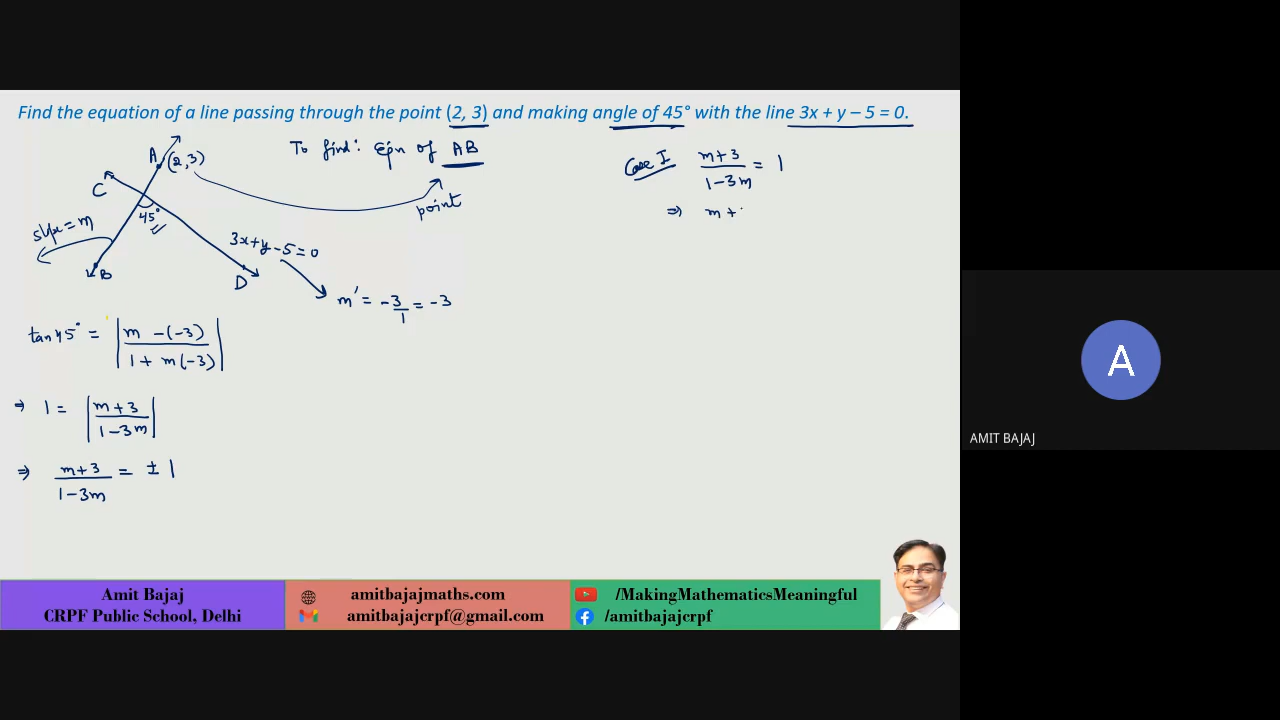 Find the equation of a line passing through the point (2, 3) and making angle of 45° with the line 3x + y – 5 = 0.
To find: Eqn of AB
A (2,3)
C
45°
slope = m
point
3x+y-5=0
B
D
m' = -3/1 = -3
tan45° = |m -(-3) / 1 + m(-3)|
⇒ 1 = |m+3 / 1-3m|
⇒ m+3 / 1-3m = ± 1
Case I m+3 / 1-3m = 1
⇒ m+
A
AMIT BAJAJ
Amit Bajaj
CRPF Public School, Delhi
amitbajajmaths.com
amitbajajcrpf@gmail.com
/MakingMathematicsMeaningful
/amitbajajcrpf